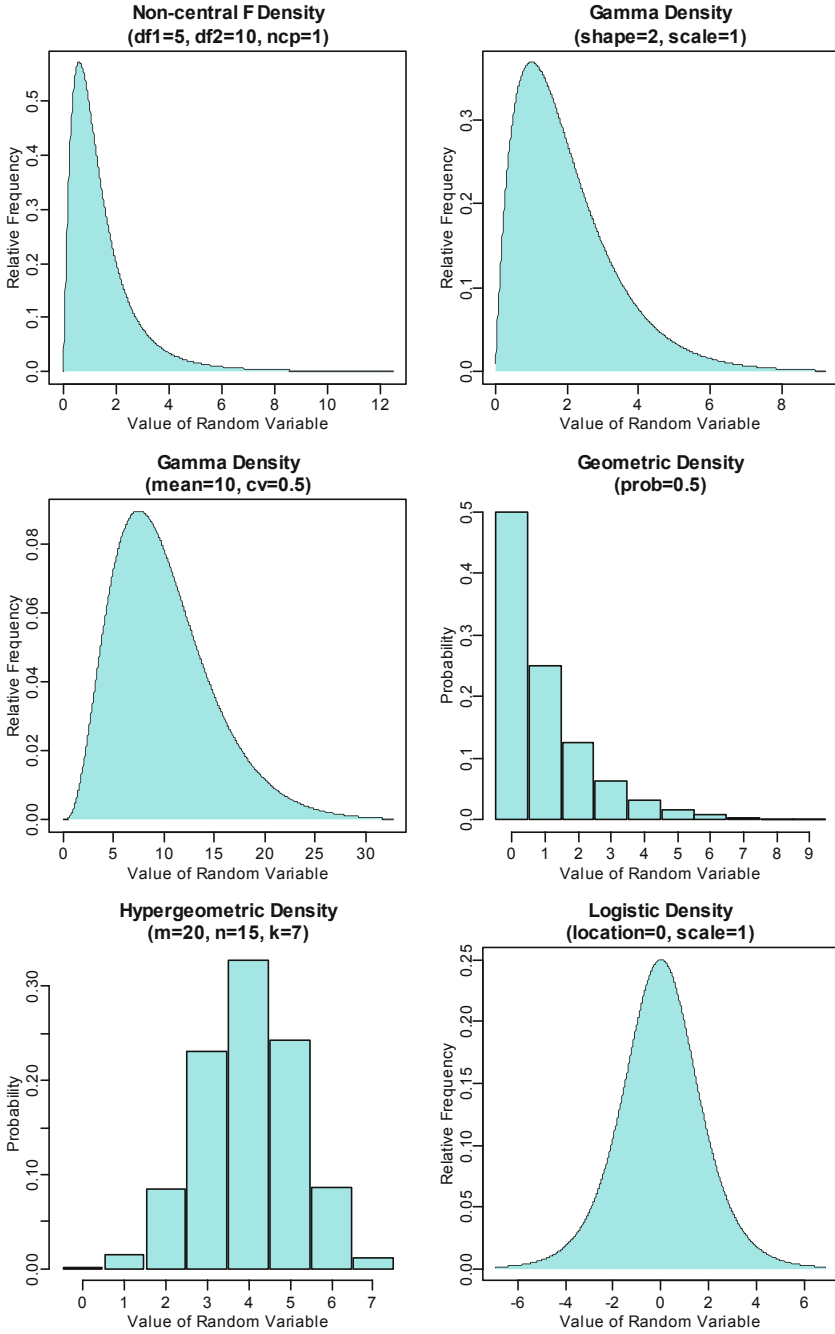 Non-central F Density
(df1=5, df2=10, ncp=1)
Relative Frequency
0.0 0.1 0.2 0.3 0.4 0.5
0 2 4 6 8 10 12
Value of Random Variable
Gamma Density
(shape=2, scale=1)
Relative Frequency
0.0 0.1 0.2 0.3
0 2 4 6 8
Value of Random Variable
Gamma Density
(mean=10, cv=0.5)
Relative Frequency
0.00 0.02 0.04 0.06 0.08
0 5 10 15 20 25 30
Value of Random Variable
Geometric Density
(prob=0.5)
Probability
0.0 0.1 0.2 0.3 0.4 0.5
0 1 2 3 4 5 6 7 8 9
Value of Random Variable
Hypergeometric Density
(m=20, n=15, k=7)
Probability
0.00 0.10 0.20 0.30
0 1 2 3 4 5 6 7
Value of Random Variable
Logistic Density
(location=0, scale=1)
Relative Frequency
0.00 0.05 0.10 0.15 0.20 0.25
-6 -4 -2 0 2 4 6
Value of Random Variable